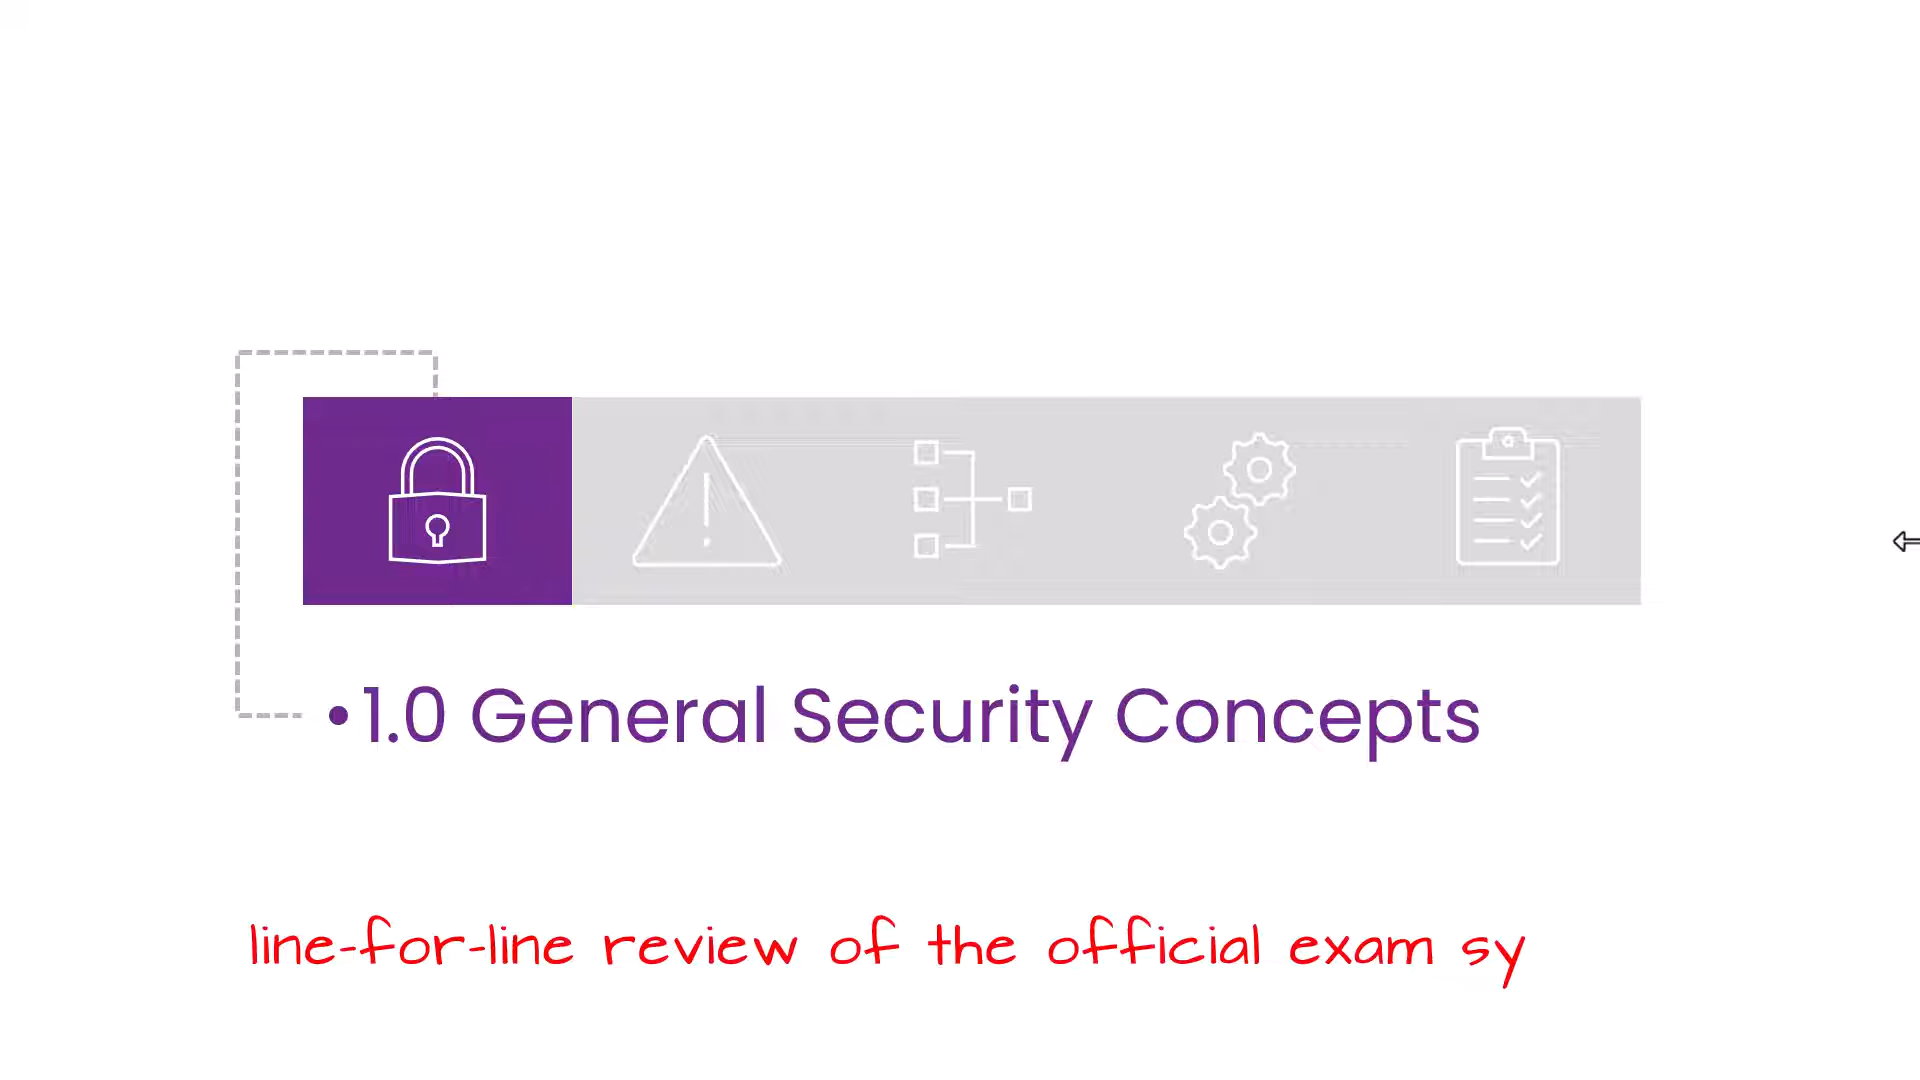 •1.0 General Security Concepts
line-for-line review of the official exam sy